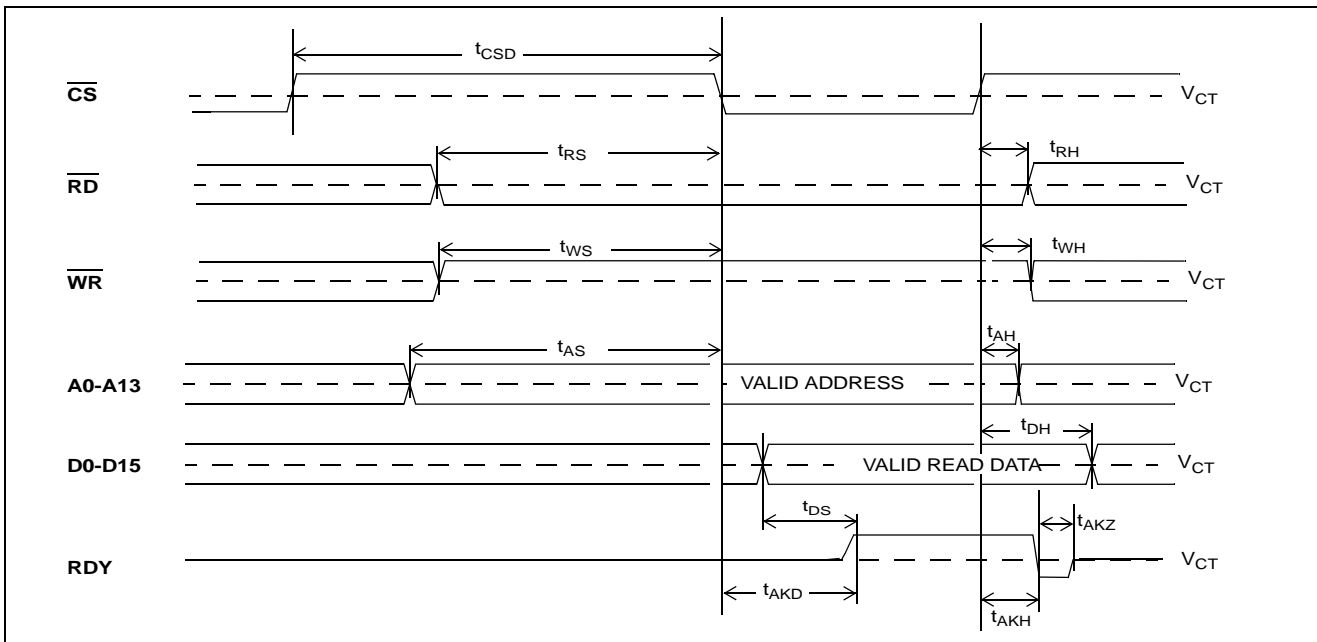 tCSD
CS VCT
tRS tRH
RD VCT
tWS tWH
WR VCT
tAS tAH
A0-A13 VALID ADDRESS VCT
tDH
D0-D15 VALID READ DATA VCT
tDS tAKZ
RDY VCT
tAKD tAKH